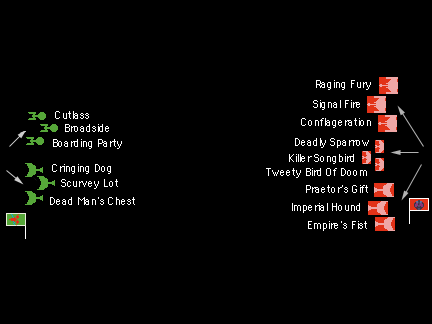 Cutlass
Broadside
Boarding Party
Cringing Dog
Scurvey Lot
Dead Man's Chest
Raging Fury
Signal Fire
Conflageration
Deadly Sparrow
Killer Songbird
Tweety Bird Of Doom
Praetor's Gift
Imperial Hound
Empire's Fist